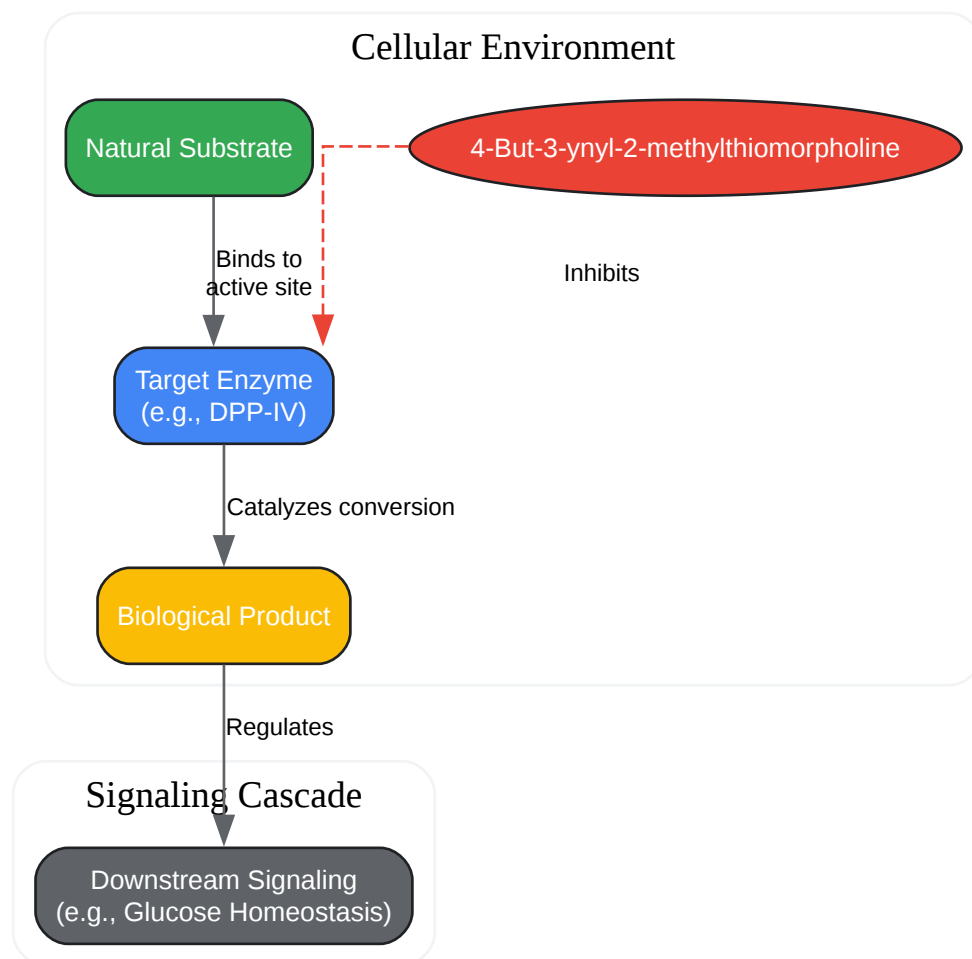 Cellular Environment
Natural Substrate
4-But-3-ynyl-2-methylthiomorpholine
Binds to
active site
Inhibits
Target Enzyme
(e.g., DPP-IV)
Catalyzes conversion
Biological Product
Regulates
Signaling Cascade
Downstream Signaling
(e.g., Glucose Homeostasis)